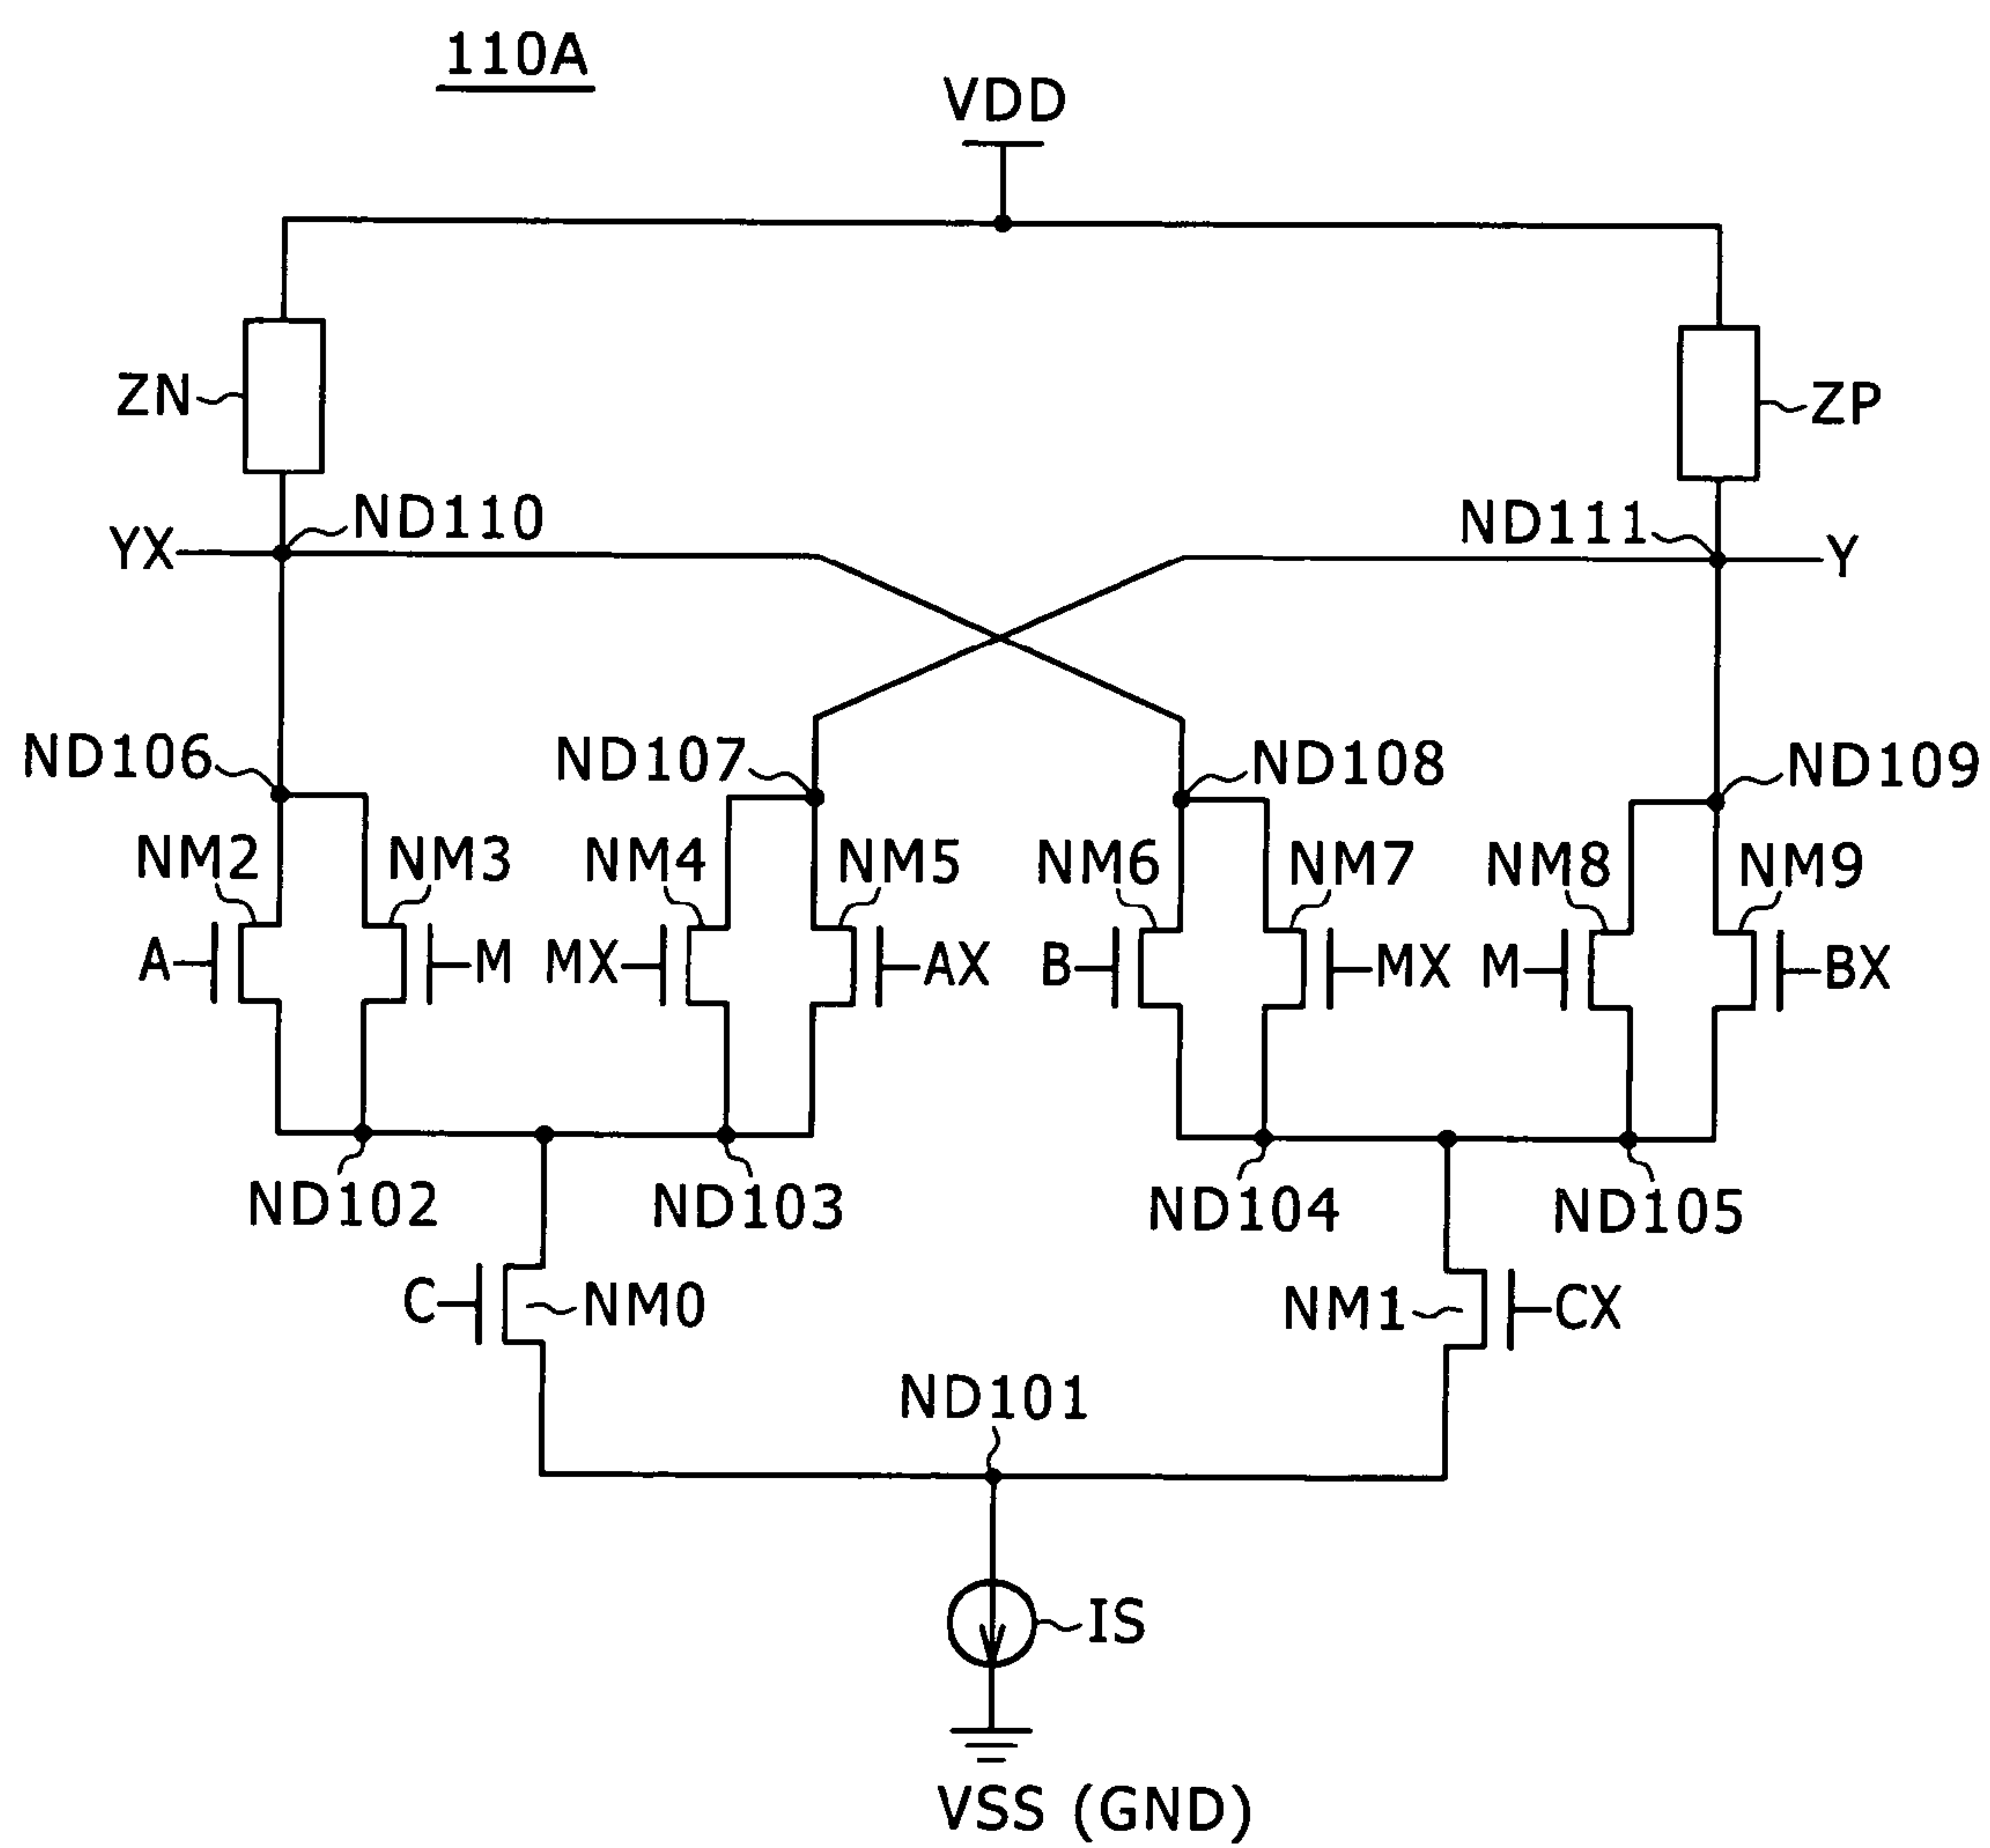 110A
VDD
ZN
ZP
YX
ND110
ND111
Y
ND106
ND107
ND108
ND109
NM2
NM3
NM4
NM5
NM6
NM7
NM8
NM9
A
M
MX
AX
B
MX
M
BX
ND102
ND103
ND104
ND105
C
NM0
NM1
CX
ND101
IS
VSS (GND)